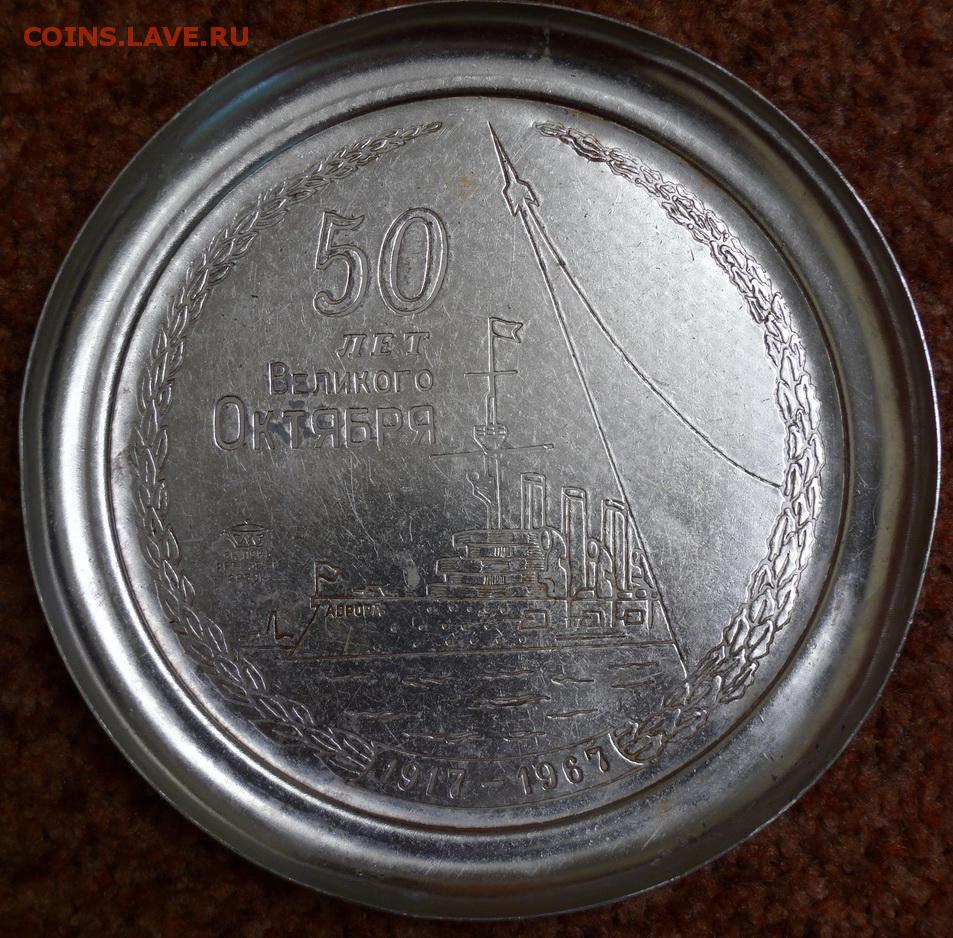 COINS.LAVE.RU
50
ЛЕТ
ВЕЛИКОГО
ОКТЯБРЯ
АВРОРА
1917-1967